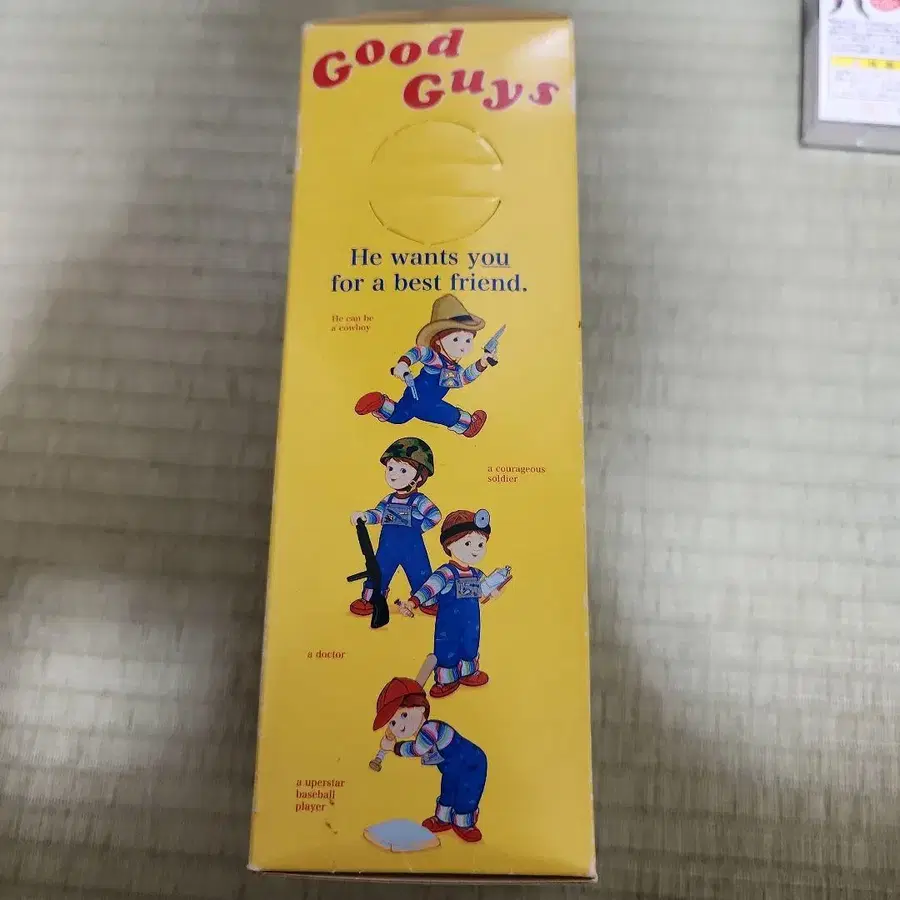 Good
Guys
He wants you
for a best friend.
He can be
a cowboy
a courageous
soldier
a doctor
a uperstar
baseball
player